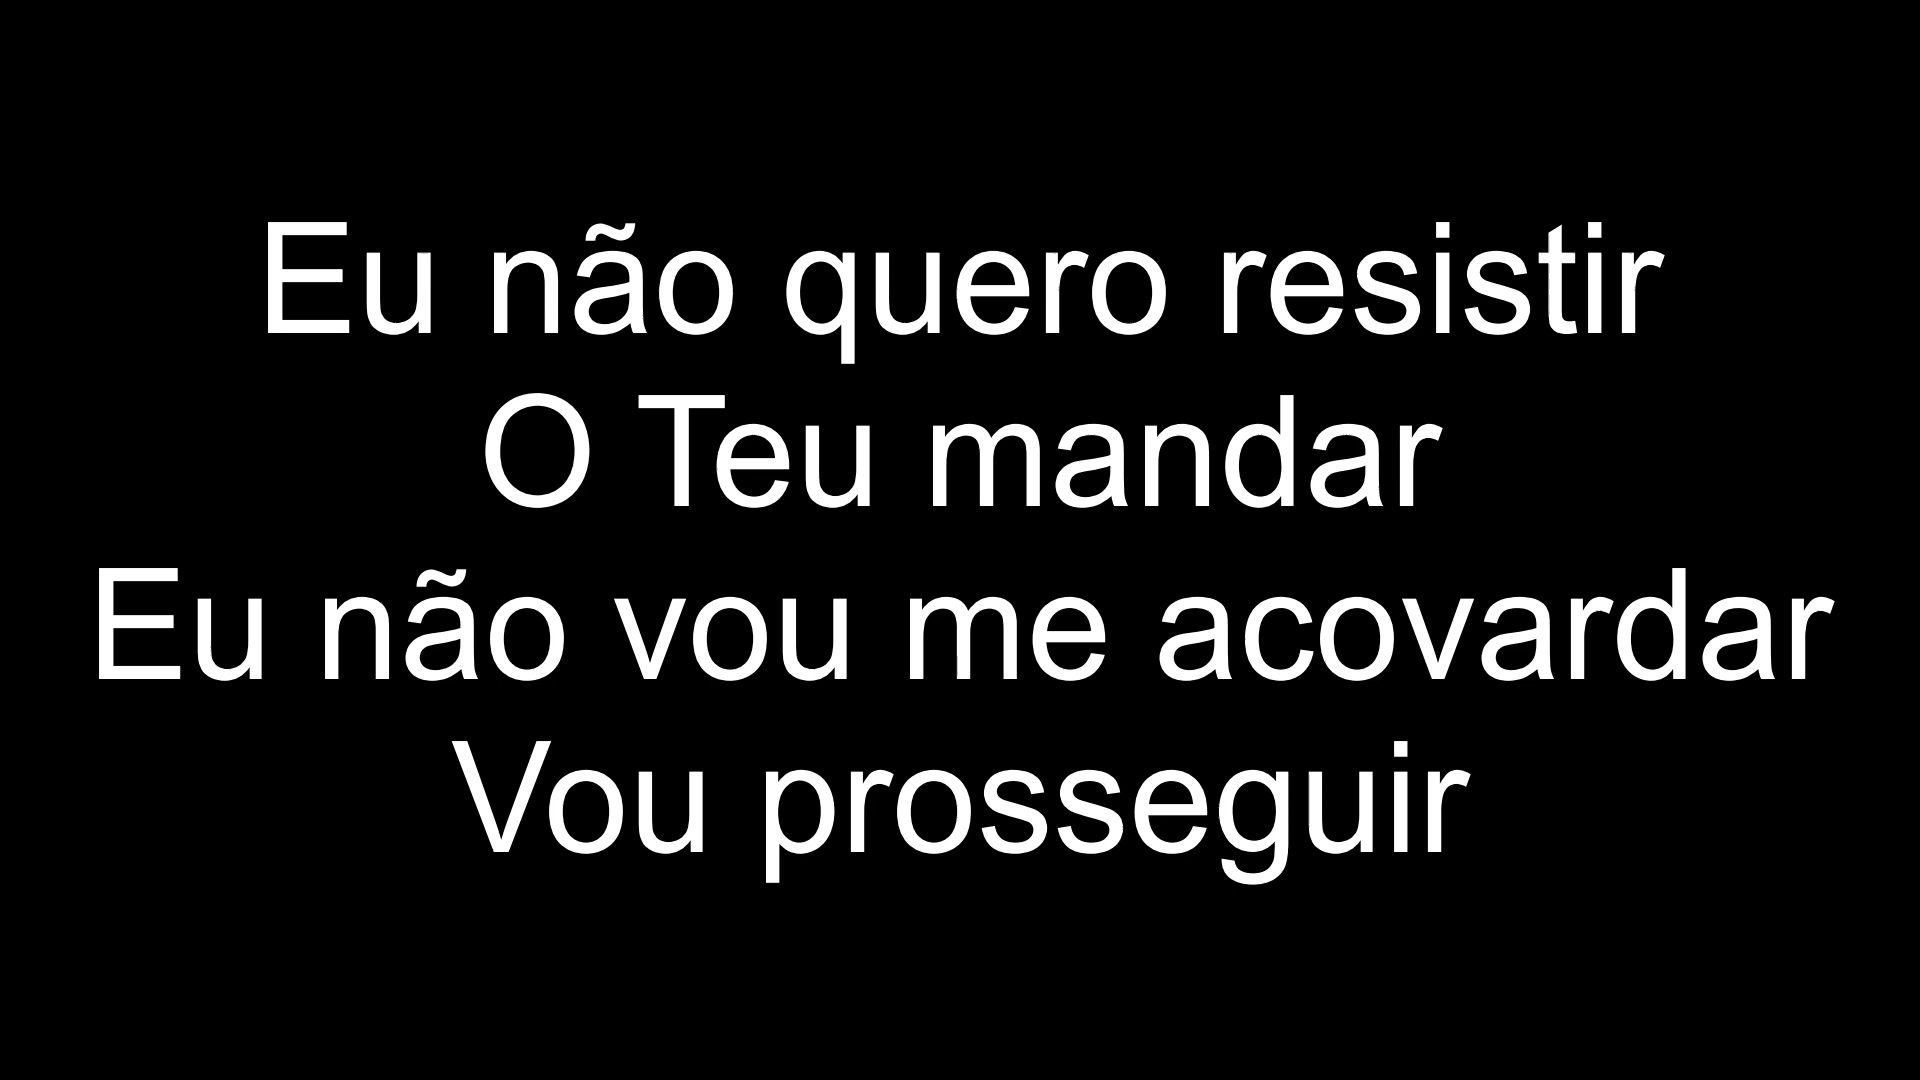 Eu não quero resistir
O Teu mandar
Eu não vou me acovardar
Vou prosseguir